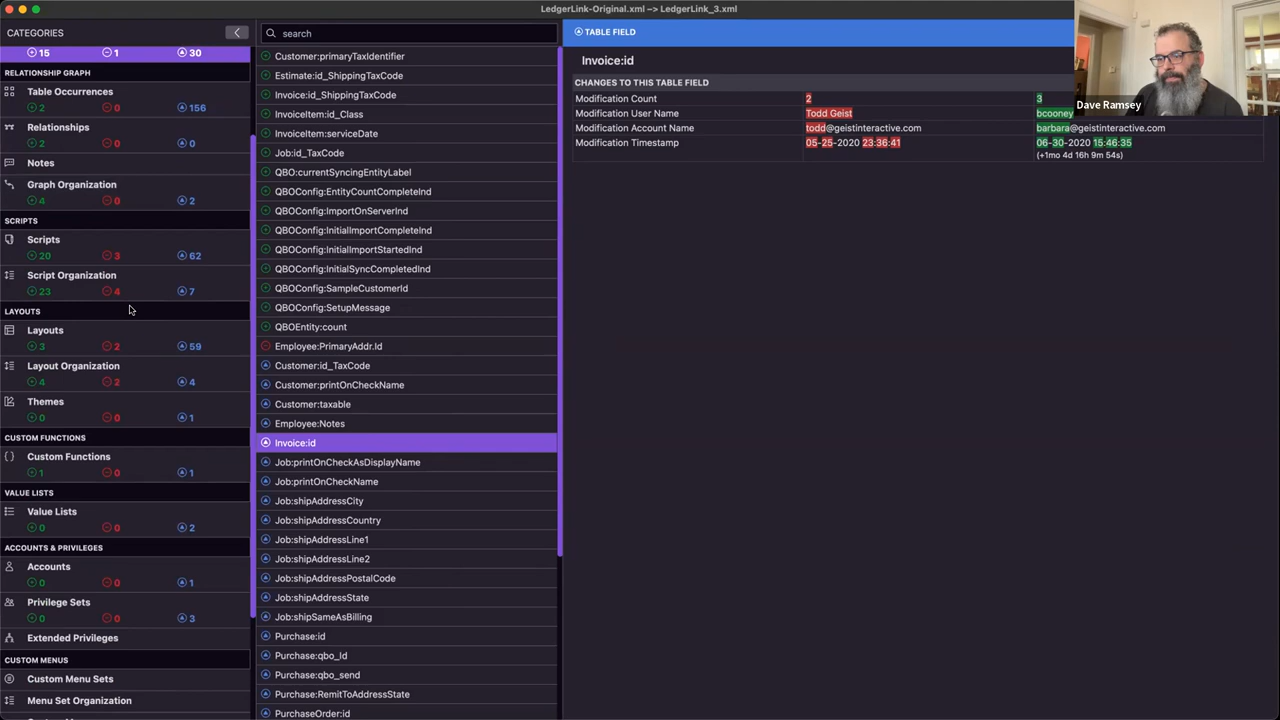 LedgerLink-Original.xml –> LedgerLink_3.xml
CATEGORIES
15 1 30
RELATIONSHIP GRAPH
Table Occurrences
2 0 156
Relationships
2 0 0
Notes
Graph Organization
4 0 2
SCRIPTS
Scripts
20 3 62
Script Organization
23 4 7
LAYOUTS
Layouts
3 2 59
Layout Organization
4 2 4
Themes
0 0 1
CUSTOM FUNCTIONS
Custom Functions
1 0 1
VALUE LISTS
Value Lists
0 0 2
ACCOUNTS & PRIVILEGES
Accounts
0 0 1
Privilege Sets
0 0 3
Extended Privileges
CUSTOM MENUS
Custom Menu Sets
Menu Set Organization
search
Customer:primaryTaxIdentifier
Estimate:id_ShippingTaxCode
Invoice:id_ShippingTaxCode
InvoiceItem:id_Class
InvoiceItem:serviceDate
Job:id_TaxCode
QBO:currentSyncingEntityLabel
QBOConfig:EntityCountCompleteInd
QBOConfig:ImportOnServerInd
QBOConfig:InitialImportCompleteInd
QBOConfig:InitialImportStartedInd
QBOConfig:InitialSyncCompletedInd
QBOConfig:SampleCustomerId
QBOConfig:SetupMessage
QBOEntity:count
Employee:PrimaryAddr.Id
Customer:id_TaxCode
Customer:printOnCheckName
Customer:taxable
Employee:Notes
Invoice:id
Job:printOnCheckAsDisplayName
Job:printOnCheckName
Job:shipAddressCity
Job:shipAddressCountry
Job:shipAddressLine1
Job:shipAddressLine2
Job:shipAddressPostalCode
Job:shipAddressState
Job:shipSameAsBilling
Purchase:id
Purchase:qbo_Id
Purchase:qbo_send
Purchase:RemitToAddressState
PurchaseOrder:id
TABLE FIELD
Invoice:id
CHANGES TO THIS TABLE FIELD
Modification Count 2 3
Modification User Name Todd Geist bcooney
Modification Account Name todd@geistinteractive.com barbara@geistinteractive.com
Modification Timestamp 05-25-2020 23:36:41 06-30-2020 15:46:35
(+1mo 4d 16h 9m 54s)
Dave Ramsey